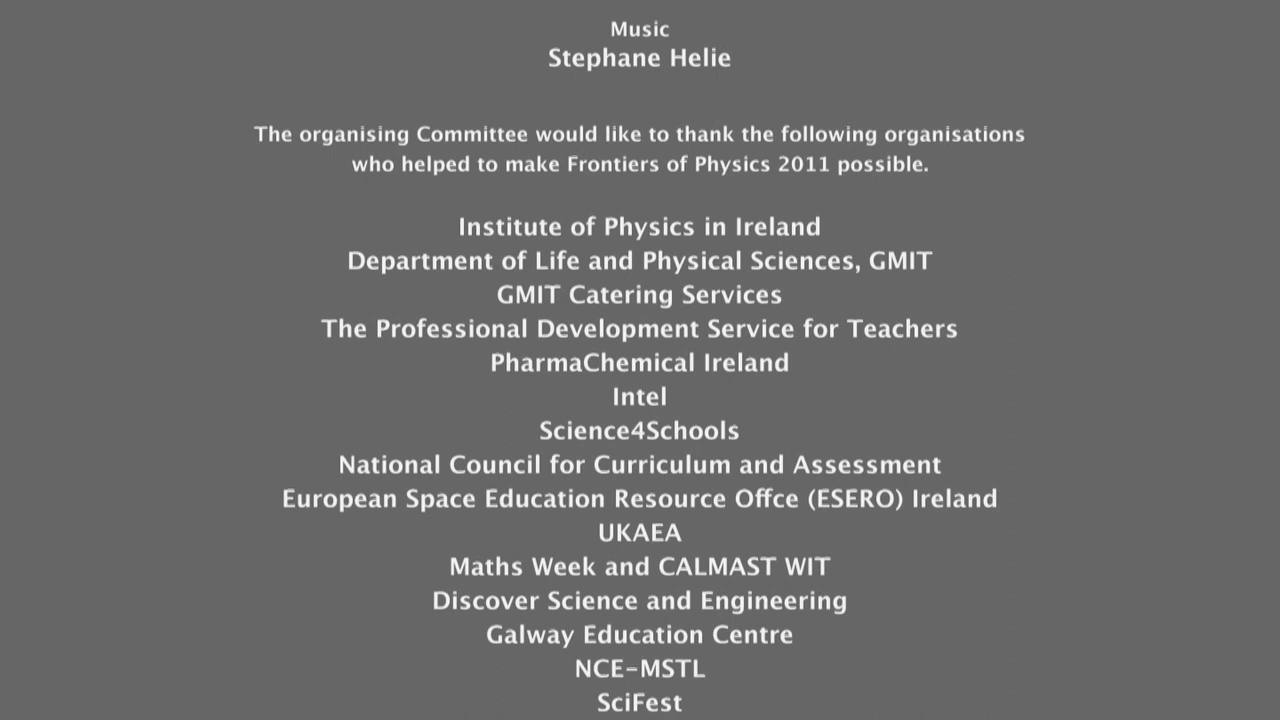 Music
Stephane Helie
The organising Committee would like to thank the following organisations
who helped to make Frontiers of Physics 2011 possible.
Institute of Physics in Ireland
Department of Life and Physical Sciences, GMIT
GMIT Catering Services
The Professional Development Service for Teachers
PharmaChemical Ireland
Intel
Science4Schools
National Council for Curriculum and Assessment
European Space Education Resource Offce (ESERO) Ireland
UKAEA
Maths Week and CALMAST WIT
Discover Science and Engineering
Galway Education Centre
NCE-MSTL
SciFest